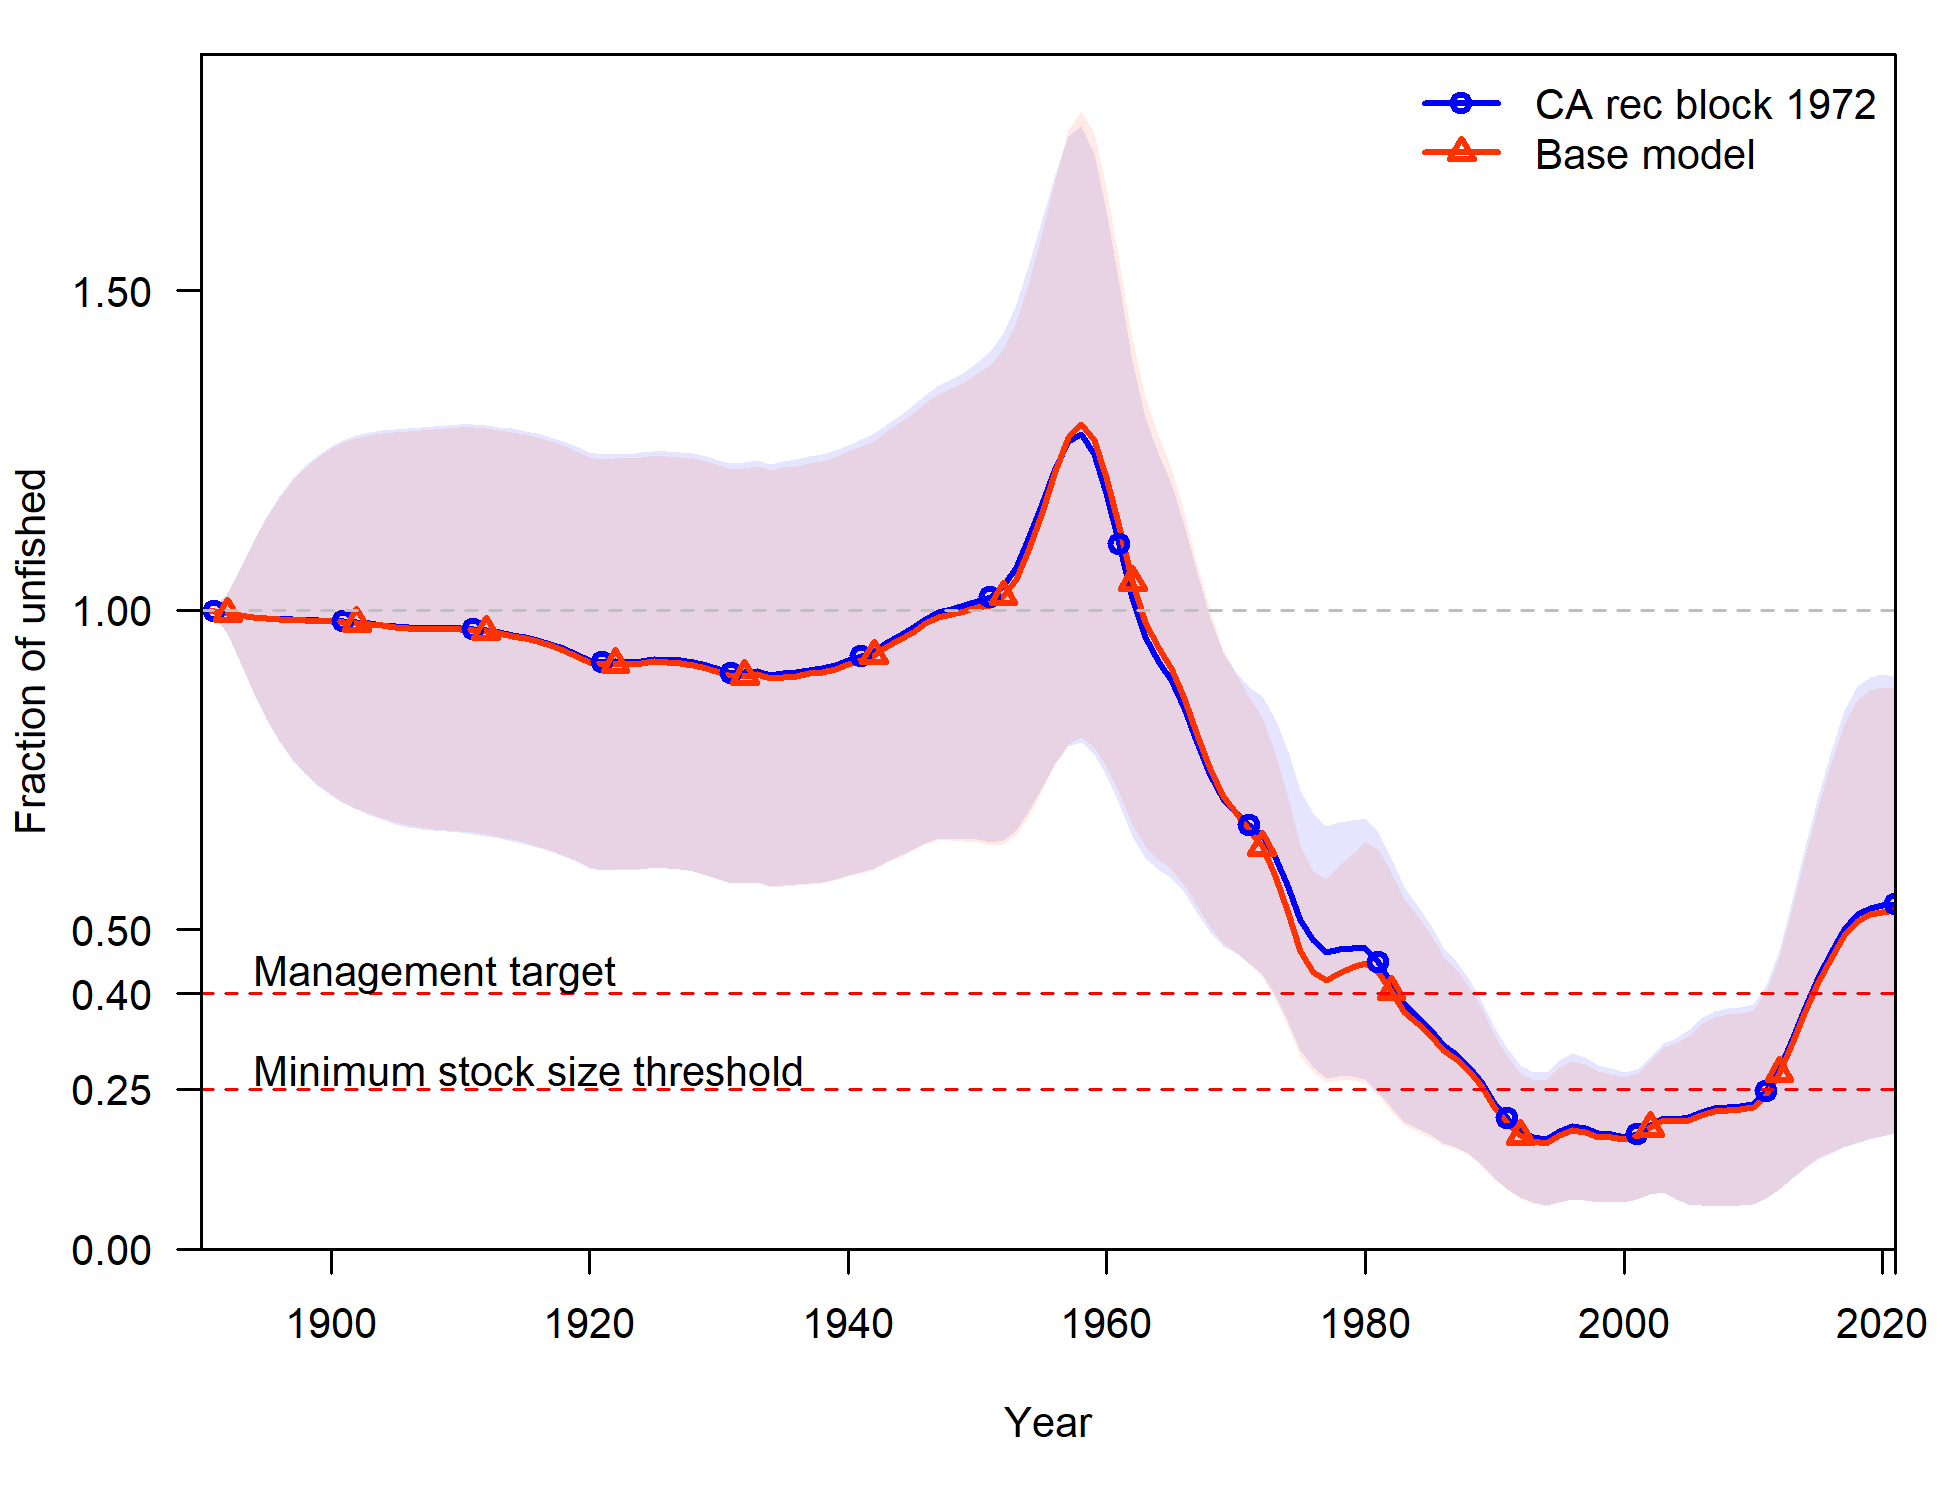 CA rec block 1972
Base model
Fraction of unfished
1.50
1.00
0.50
0.40
0.25
0.00
Management target
Minimum stock size threshold
1900 1920 1940 1960 1980 2000 2020
Year